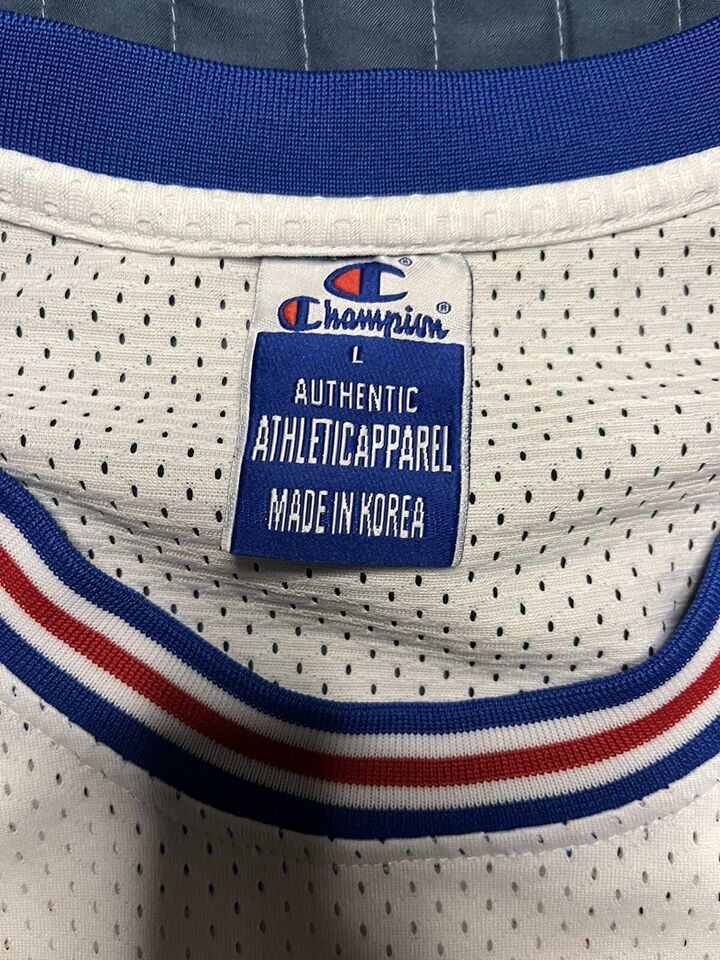 C®
Champion®
L
AUTHENTIC
ATHLETICAPPAREL
MADE IN KOREA